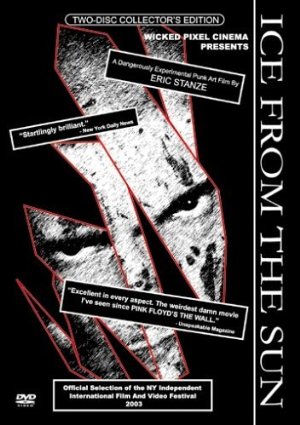 TWO-DISC COLLECTOR'S EDITION
WICKED PIXEL CINEMA
PRESENTS
A Dangerously Experimental Punk Art Film By
ERIC STANZE
ICE FROM THE SUN
"Startlingly brilliant."
- New York Daily News
"Excellent in every aspect. The weirdest damn movie
I've seen since PINK FLOYD'S THE WALL."
- Unspeakable Magazine
Official Selection of the NY Independent
International Film And Video Festival
2003
DVD
VIDEO